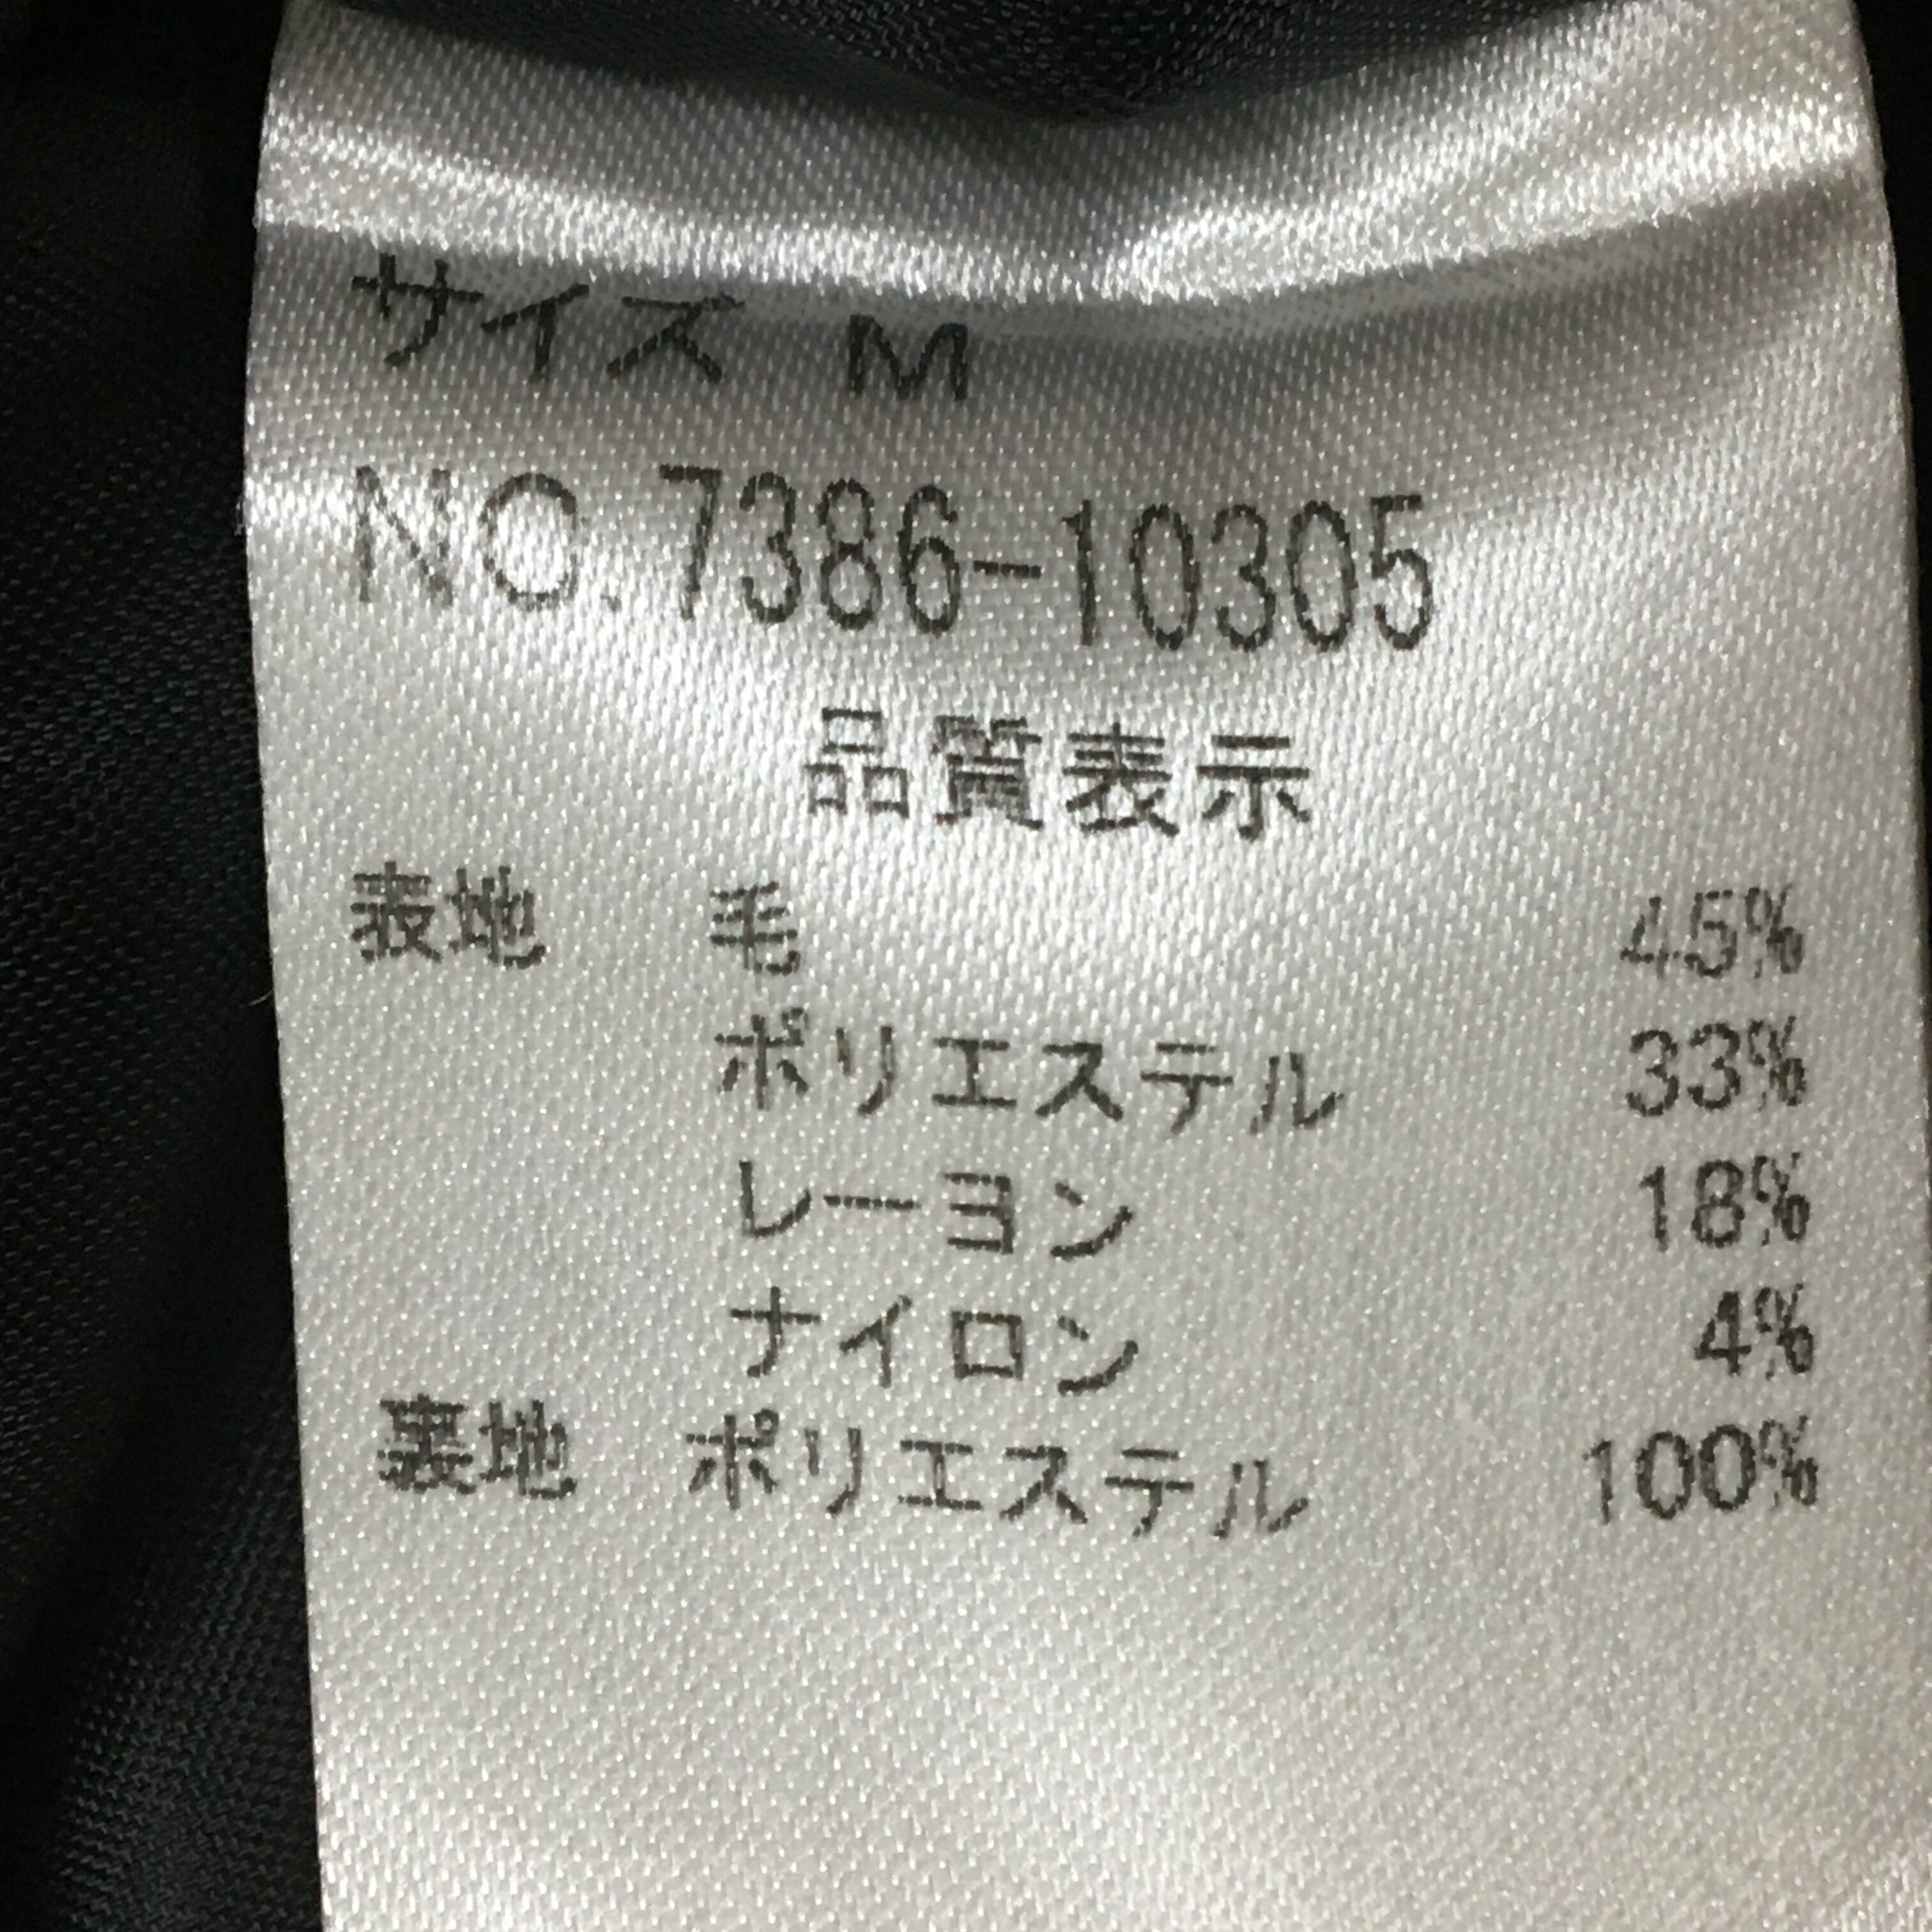 サイズ M
NO.7386-10305
品質表示
表地 毛 45%
ポリエステル 33%
レーヨン 18%
ナイロン 4%
裏地 ポリエステル 100%